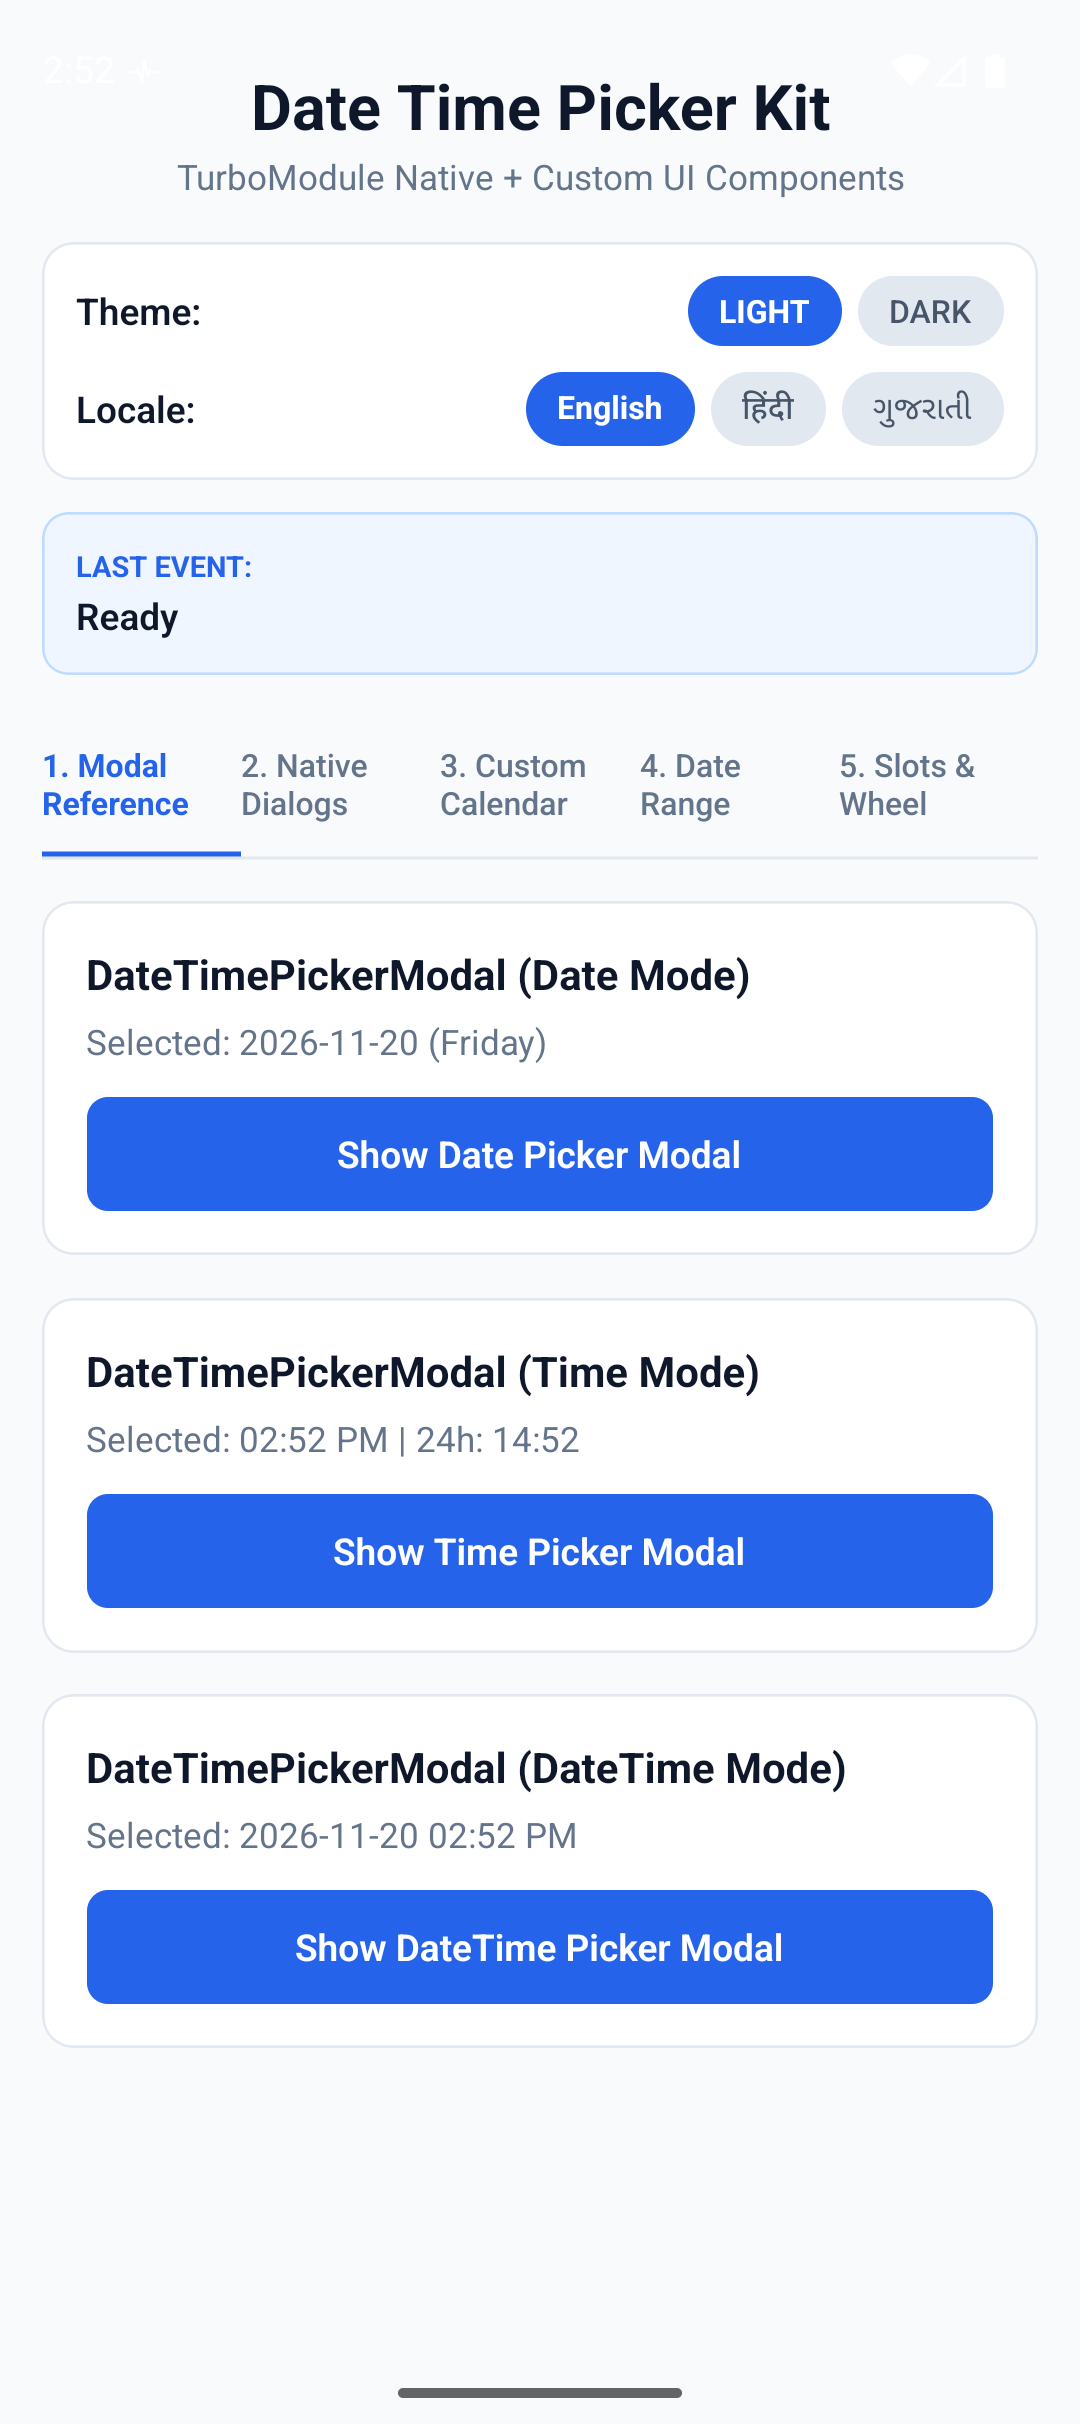 2:52
Date Time Picker Kit
TurboModule Native + Custom UI Components
Theme:
LIGHT
DARK
Locale:
English
हिंदी
ગુજરાતી
LAST EVENT:
Ready
1. Modal
Reference
2. Native
Dialogs
3. Custom
Calendar
4. Date
Range
5. Slots &
Wheel
DateTimePickerModal (Date Mode)
Selected: 2026-11-20 (Friday)
Show Date Picker Modal
DateTimePickerModal (Time Mode)
Selected: 02:52 PM | 24h: 14:52
Show Time Picker Modal
DateTimePickerModal (DateTime Mode)
Selected: 2026-11-20 02:52 PM
Show DateTime Picker Modal